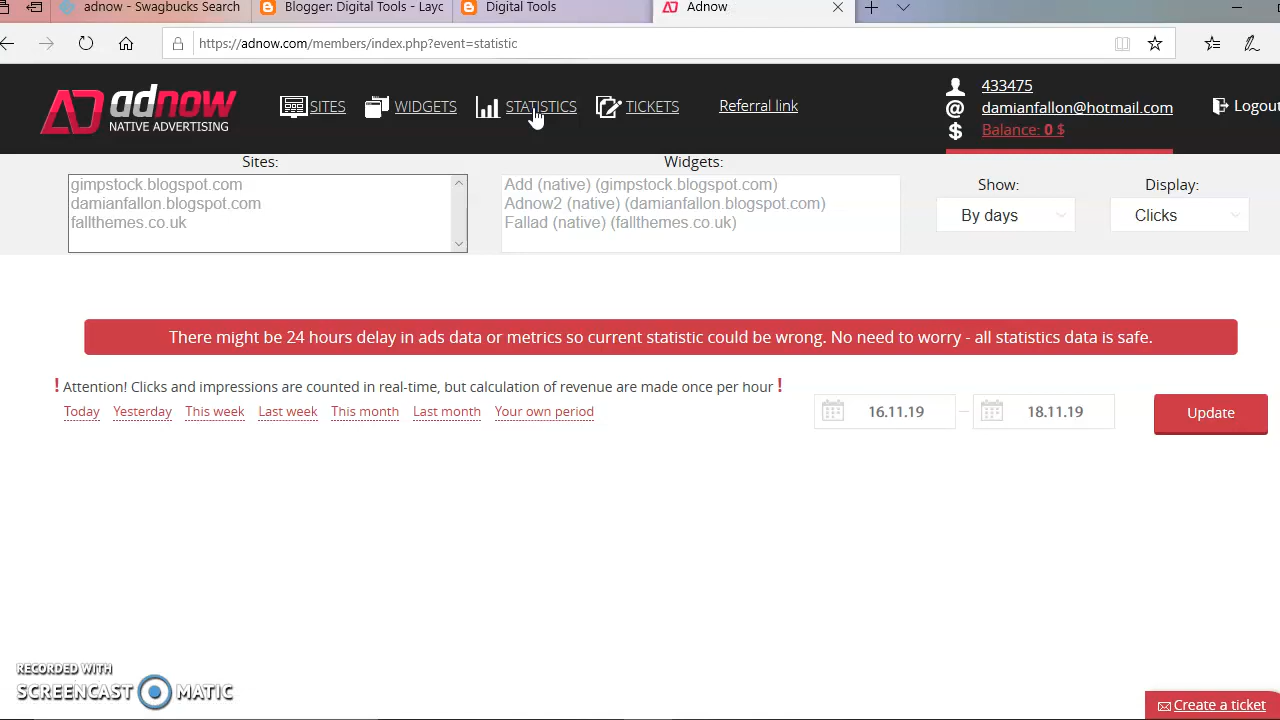 adnow - Swagbucks Search
Blogger: Digital Tools - Layc
Digital Tools
Adnow
https://adnow.com/members/index.php?event=statistic
adnow
NATIVE ADVERTISING
SITES
WIDGETS
STATISTICS
TICKETS
Referral link
433475
damianfallon@hotmail.com
Balance: 0 $
Logout
Sites:
gimpstock.blogspot.com
damianfallon.blogspot.com
fallthemes.co.uk
Widgets:
Add (native) (gimpstock.blogspot.com)
Adnow2 (native) (damianfallon.blogspot.com)
Fallad (native) (fallthemes.co.uk)
Show:
By days
Display:
Clicks
There might be 24 hours delay in ads data or metrics so current statistic could be wrong. No need to worry - all statistics data is safe.
! Attention! Clicks and impressions are counted in real-time, but calculation of revenue are made once per hour !
Today Yesterday This week Last week This month Last month Your own period
16.11.19 — 18.11.19
Update
RECORDED WITH
SCREENCAST MATIC
Create a ticket